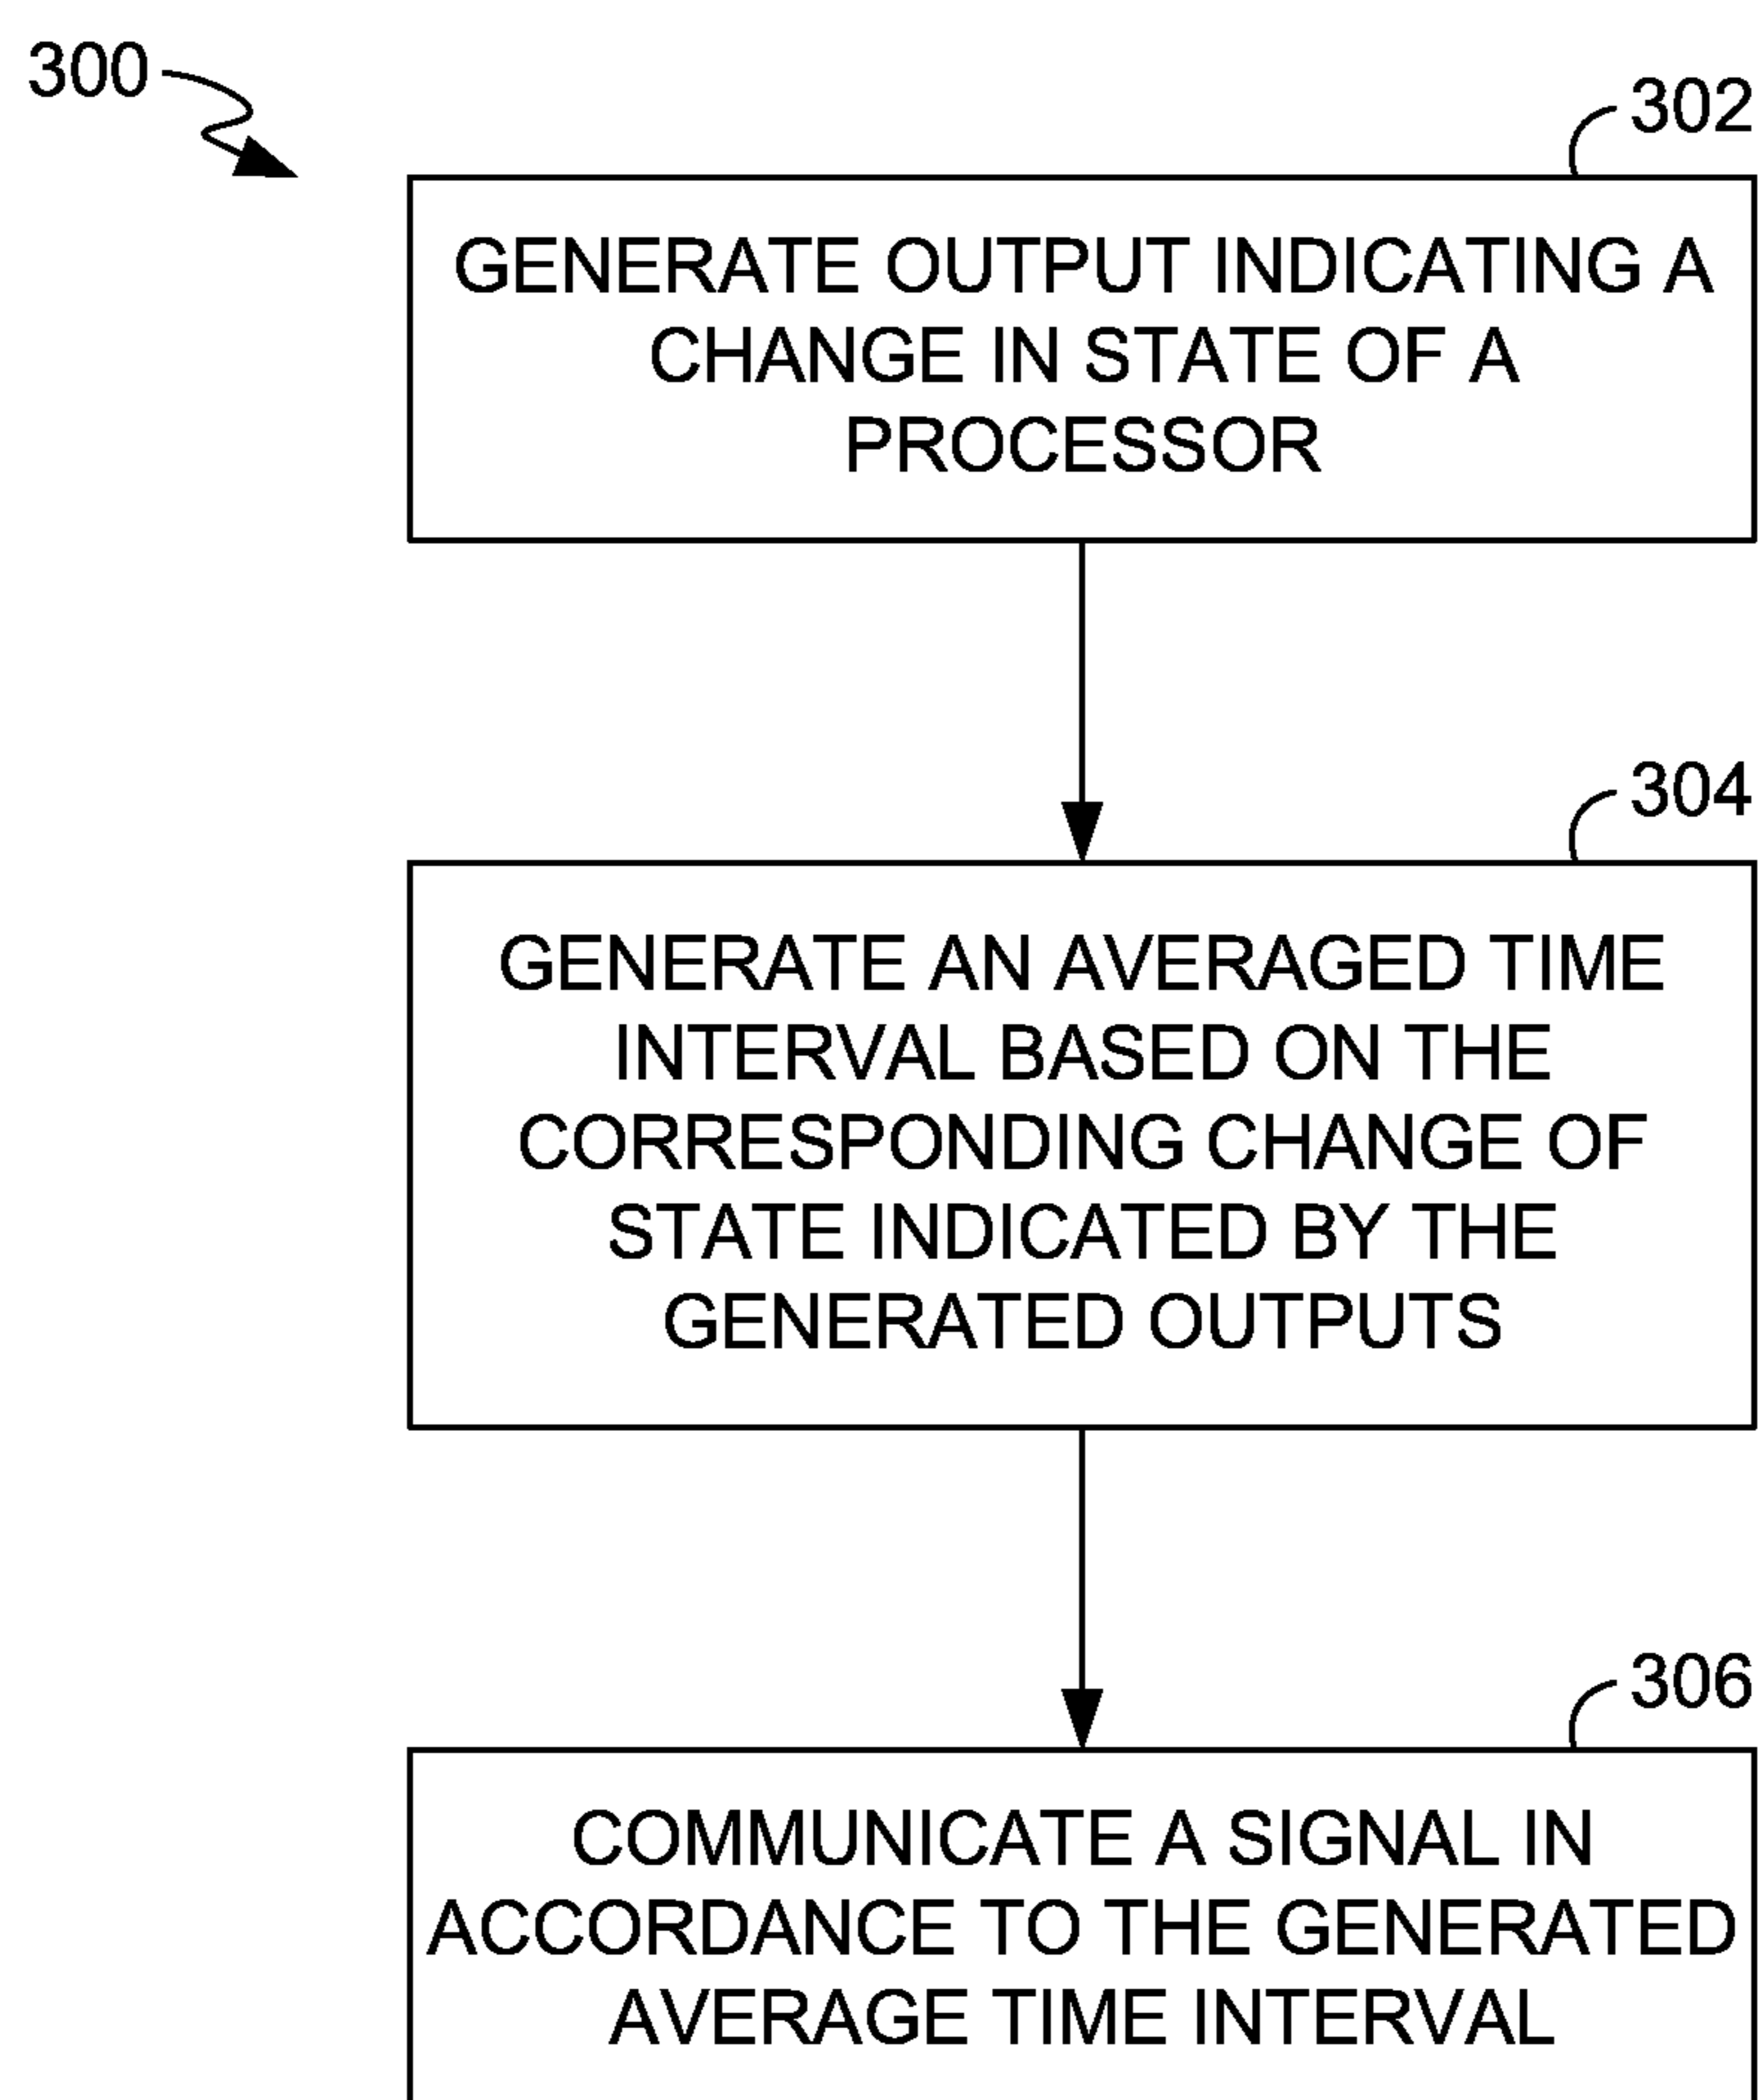 300
302
GENERATE OUTPUT INDICATING A
CHANGE IN STATE OF A
PROCESSOR
304
GENERATE AN AVERAGED TIME
INTERVAL BASED ON THE
CORRESPONDING CHANGE OF
STATE INDICATED BY THE
GENERATED OUTPUTS
306
COMMUNICATE A SIGNAL IN
ACCORDANCE TO THE GENERATED
AVERAGE TIME INTERVAL